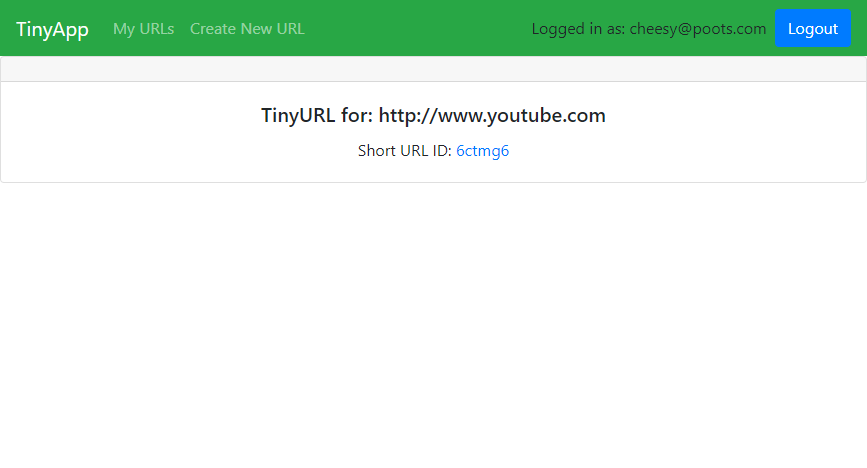 TinyApp My URLs Create New URL Logged in as: cheesy@poots.com Logout
TinyURL for: http://www.youtube.com
Short URL ID: 6ctmg6